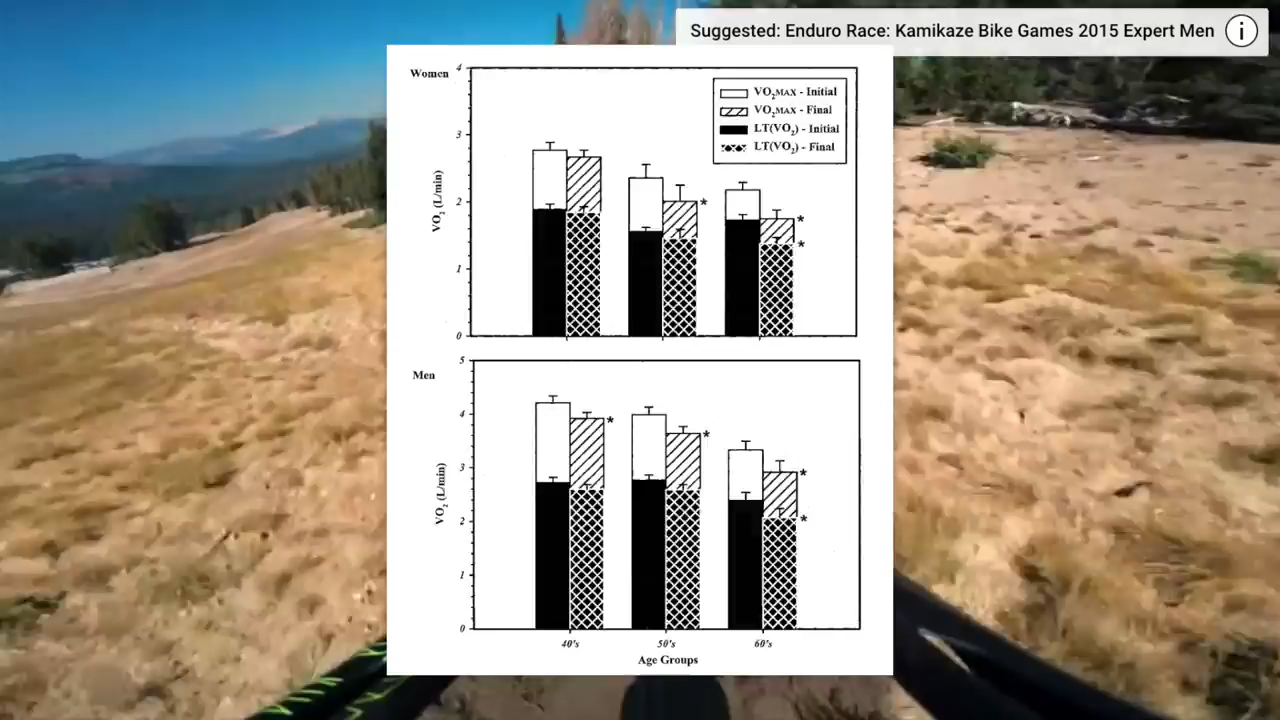 Suggested: Enduro Race: Kamikaze Bike Games 2015 Expert Men
Women
VO₂MAX - Initial
VO₂MAX - Final
LT(VO₂) - Initial
LT(VO₂) - Final
VO₂ (L/min)
4
3
2
1
0
*
*
*
Men
VO₂ (L/min)
5
4
3
2
1
0
*
*
*
*
40's 50's 60's
Age Groups